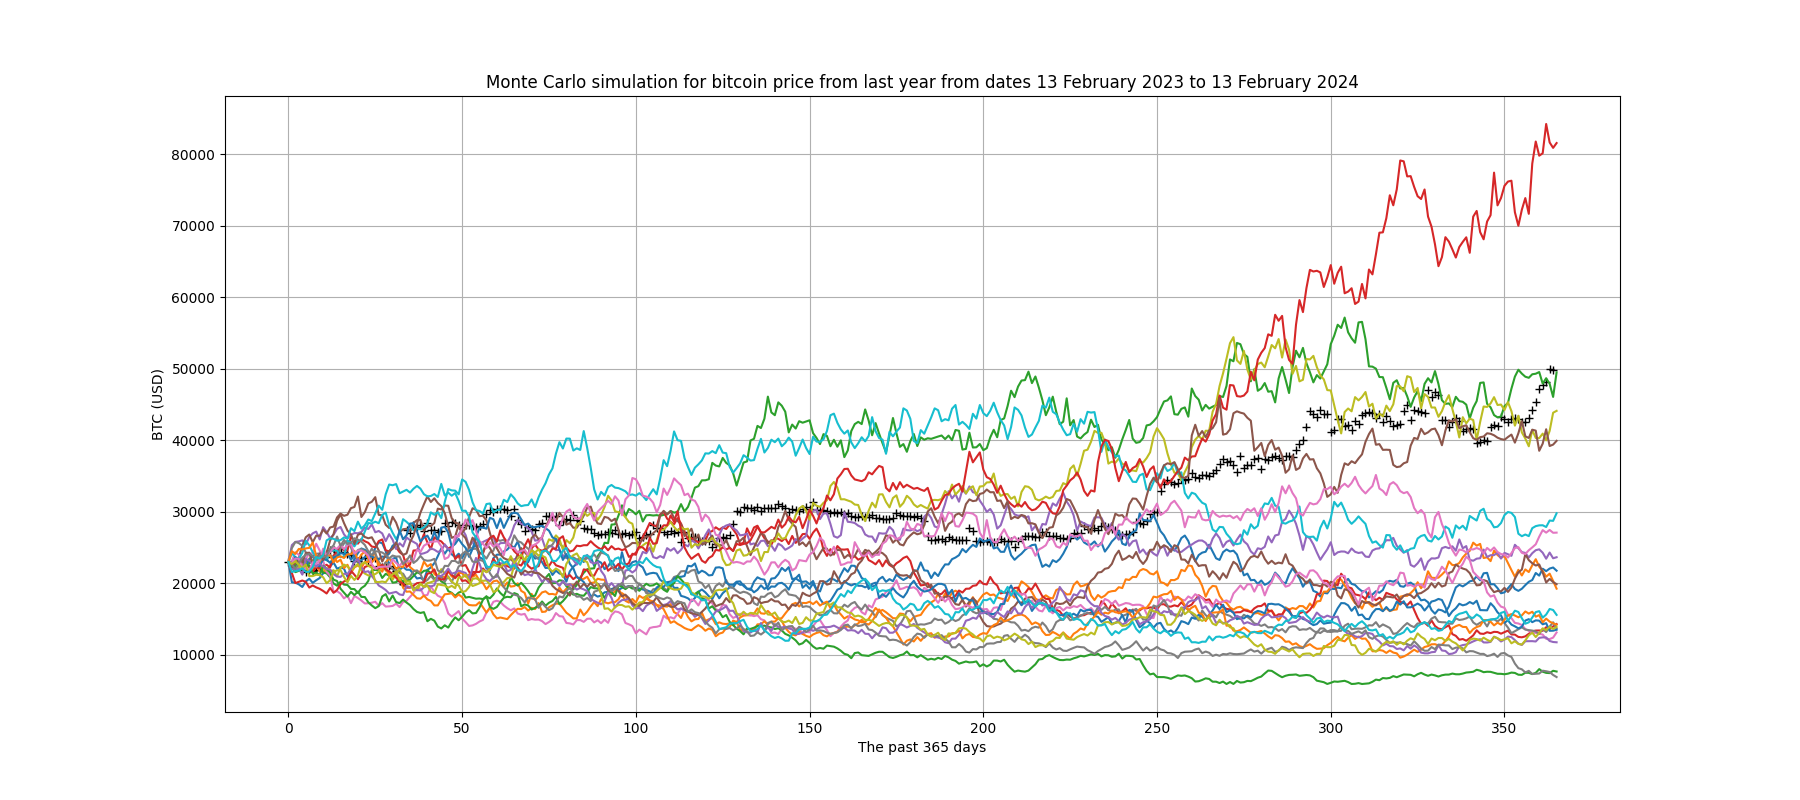 Monte Carlo simulation for bitcoin price from last year from dates 13 February 2023 to 13 February 2024
80000
70000
60000
50000
40000
30000
20000
10000
BTC (USD)
0 50 100 150 200 250 300 350
The past 365 days